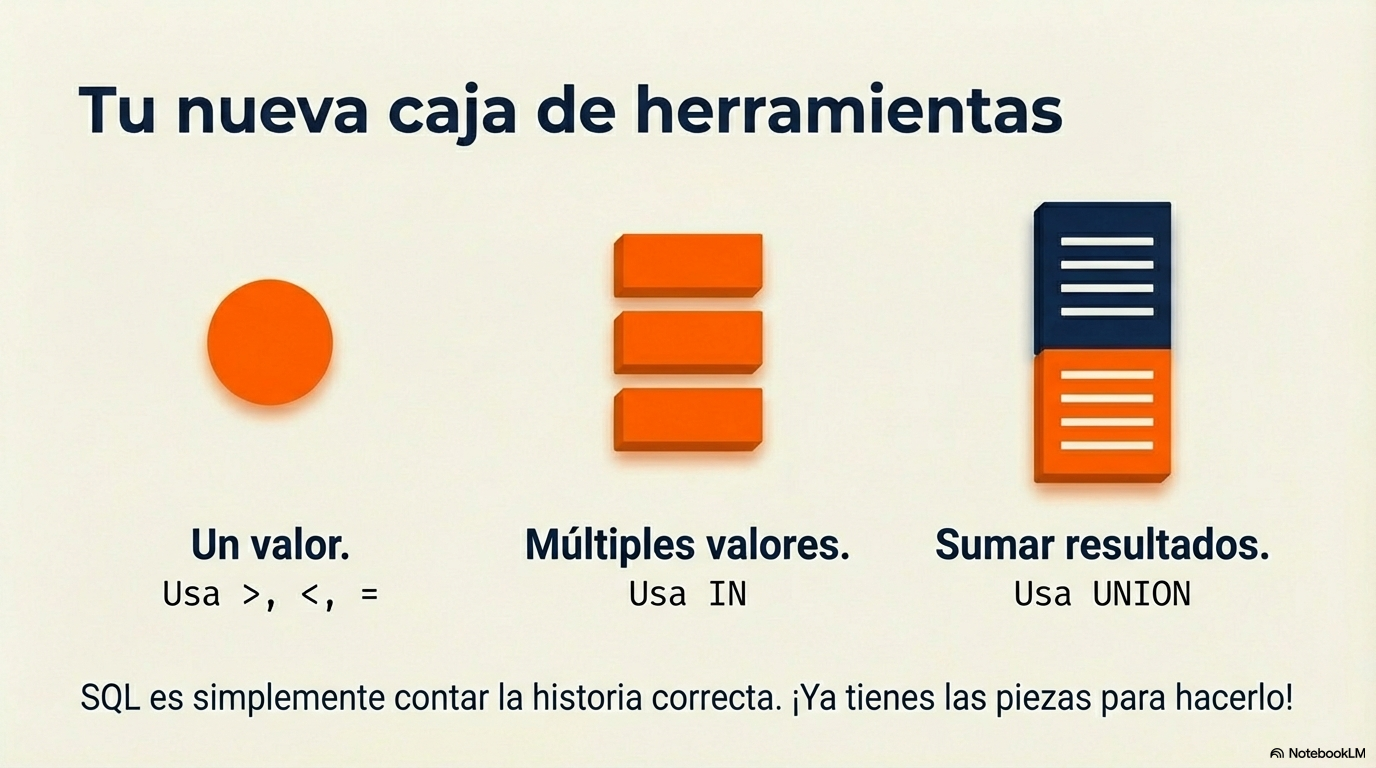 Tu nueva caja de herramientas
Un valor.
Usa >, <, =
Múltiples valores.
Usa IN
Sumar resultados.
Usa UNION
SQL es simplemente contar la historia correcta. ¡Ya tienes las piezas para hacerlo!
NotebookLM